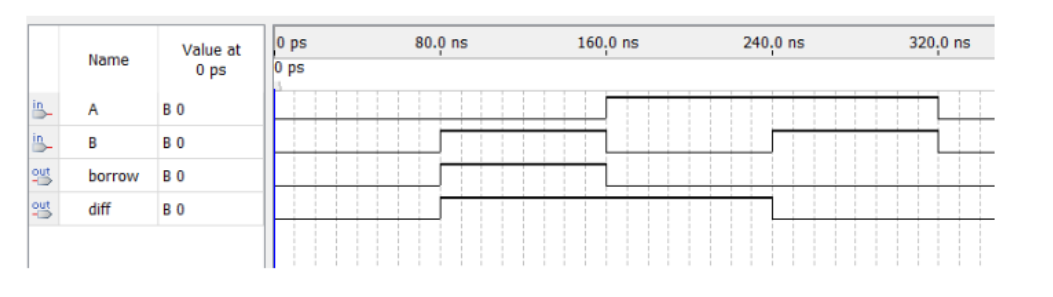 Name
Value at
0 ps
0 ps 80.0 ns 160.0 ns 240.0 ns 320.0 ns
0 ps
in A B 0
in B B 0
out borrow B 0
out diff B 0